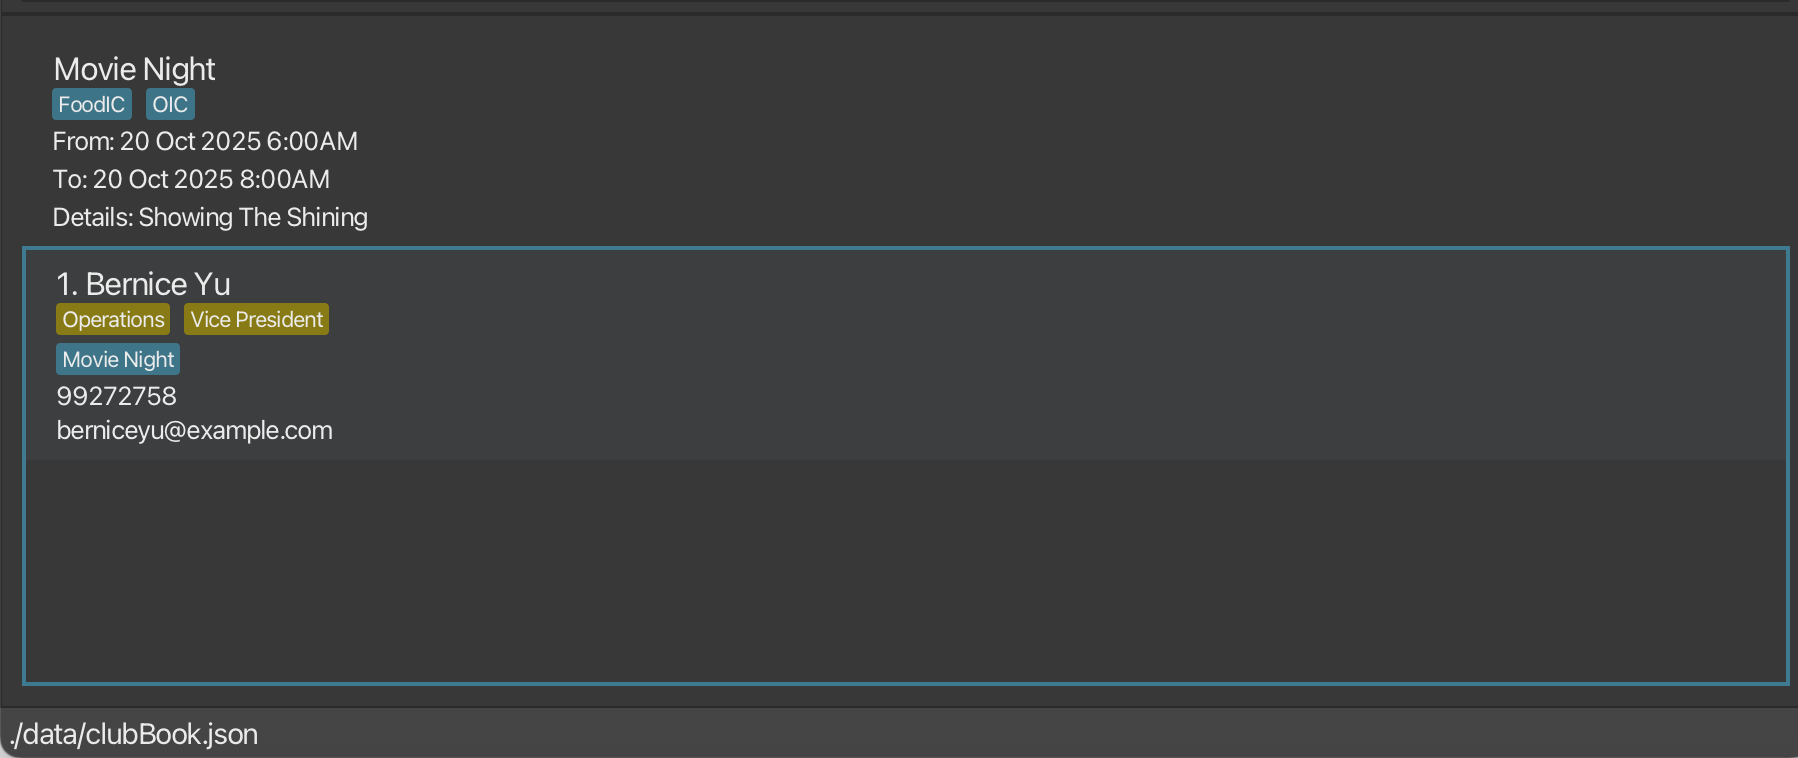 Movie Night
FoodIC OIC
From: 20 Oct 2025 6:00AM
To: 20 Oct 2025 8:00AM
Details: Showing The Shining
1. Bernice Yu
Operations Vice President
Movie Night
99272758
berniceyu@example.com
./data/clubBook.json